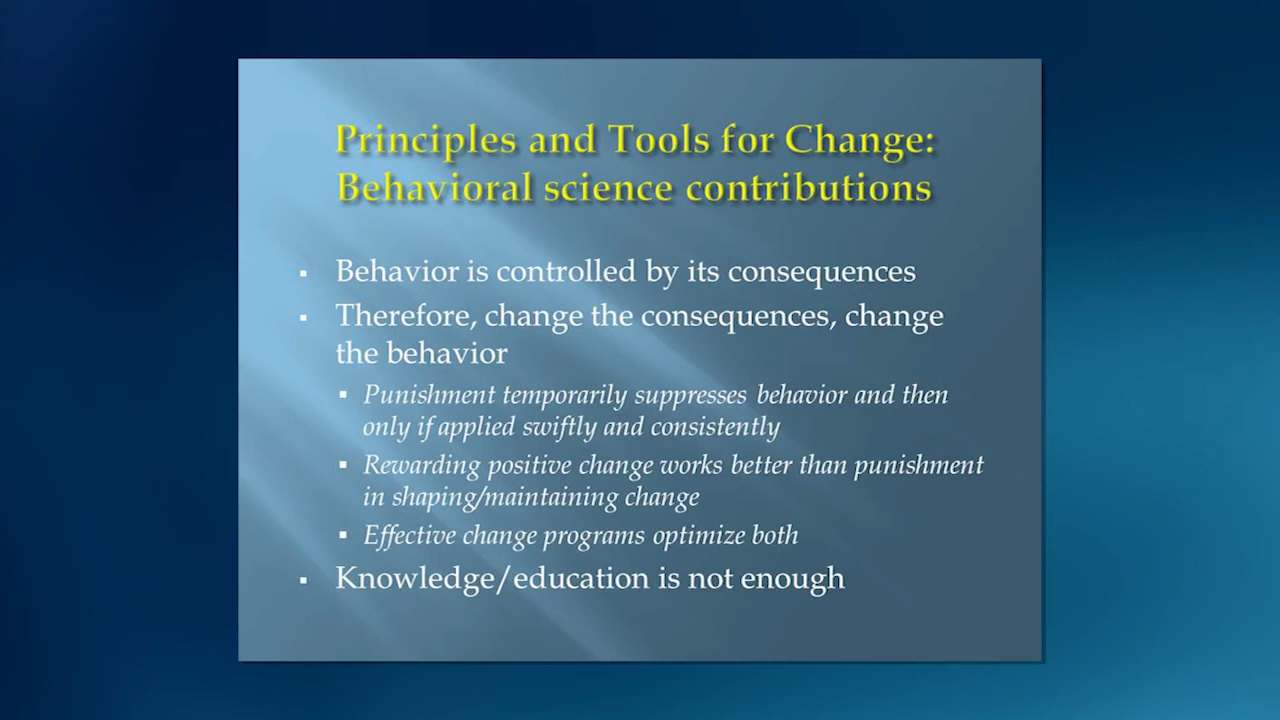 Principles and Tools for Change:
Behavioral science contributions
▪ Behavior is controlled by its consequences
▪ Therefore, change the consequences, change
the behavior
▪ Punishment temporarily suppresses behavior and then
only if applied swiftly and consistently
▪ Rewarding positive change works better than punishment
in shaping/maintaining change
▪ Effective change programs optimize both
▪ Knowledge/education is not enough